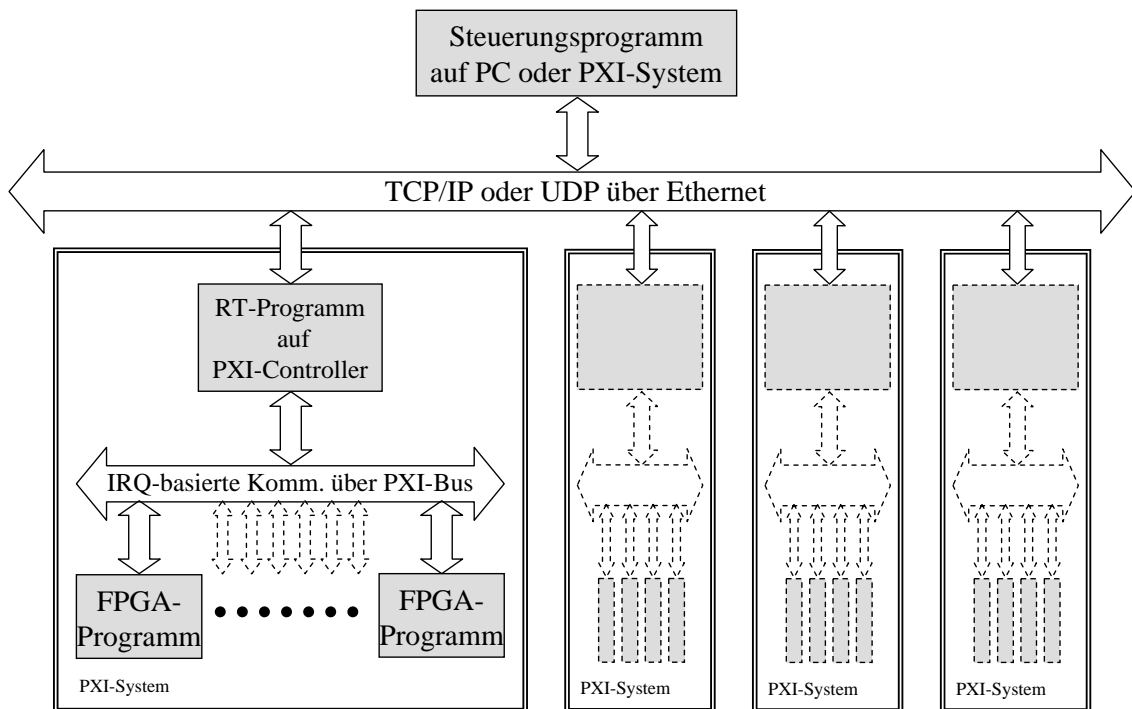 Steuerungsprogramm
auf PC oder PXI-System
TCP/IP oder UDP über Ethernet
RT-Programm
auf
PXI-Controller
IRQ-basierte Komm. über PXI-Bus
FPGA-
Programm
FPGA-
Programm
PXI-System
PXI-System
PXI-System
PXI-System